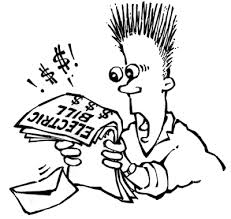 ! $ $ !
$ $ $
ELECTRIC
BILL